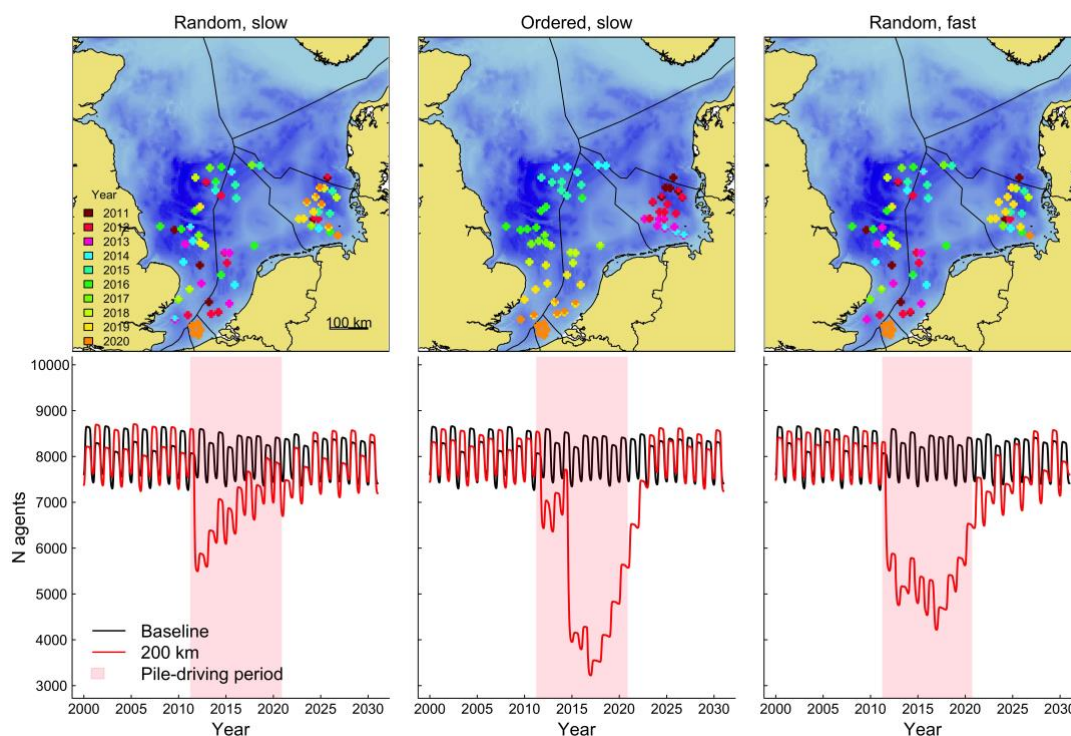 Random, slow
Ordered, slow
Random, fast
Year
2011
2012
2013
2014
2015
2016
2017
2018
2019
2020
100 km
N agents
10000
9000
8000
7000
6000
5000
4000
3000
Baseline
200 km
Pile-driving period
2000 2005 2010 2015 2020 2025 2030
2000 2005 2010 2015 2020 2025 2030
2000 2005 2010 2015 2020 2025 2030
Year
Year
Year